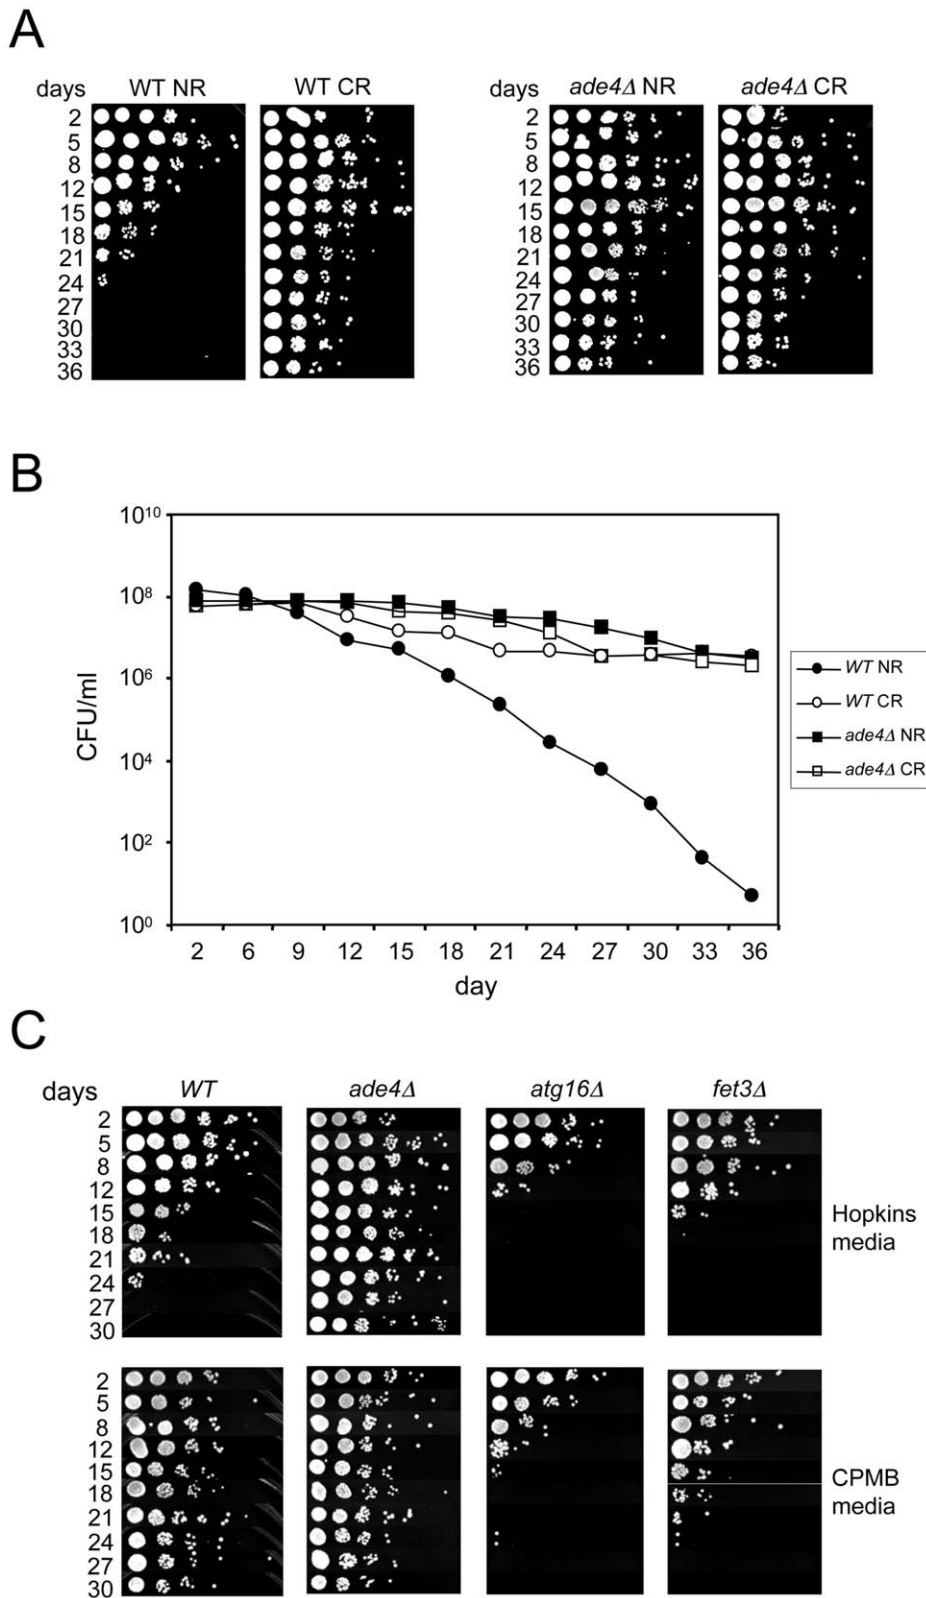 A
days WT NR WT CR ade4Δ NR ade4Δ CR
2 2
5 5
8 8
12 12
15 15
18 18
21 21
24 24
27 27
30 30
33 33
36 36
B
10¹⁰
10⁸
10⁶
10⁴
10²
10⁰
CFU/ml
2 6 9 12 15 18 21 24 27 30 33 36
day
WT NR
WT CR
ade4Δ NR
ade4Δ CR
C
days WT ade4Δ atg16Δ fet3Δ
2
5
8
12
15
18
21
24
27
30
Hopkins
media
2
5
8
12
15
18
21
24
27
30
CPMB
media